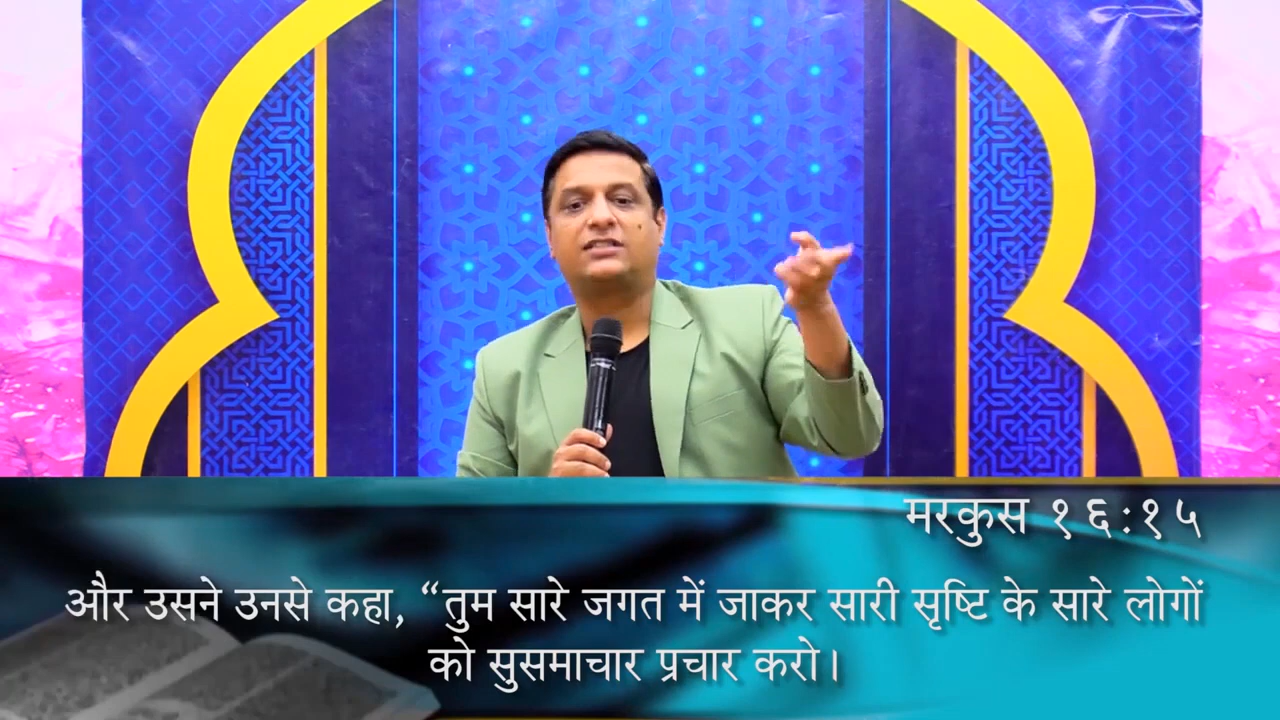 मरकुस १६:१५
और उसने उनसे कहा, “तुम सारे जगत में जाकर सारी सृष्टि के सारे लोगों
को सुसमाचार प्रचार करो।